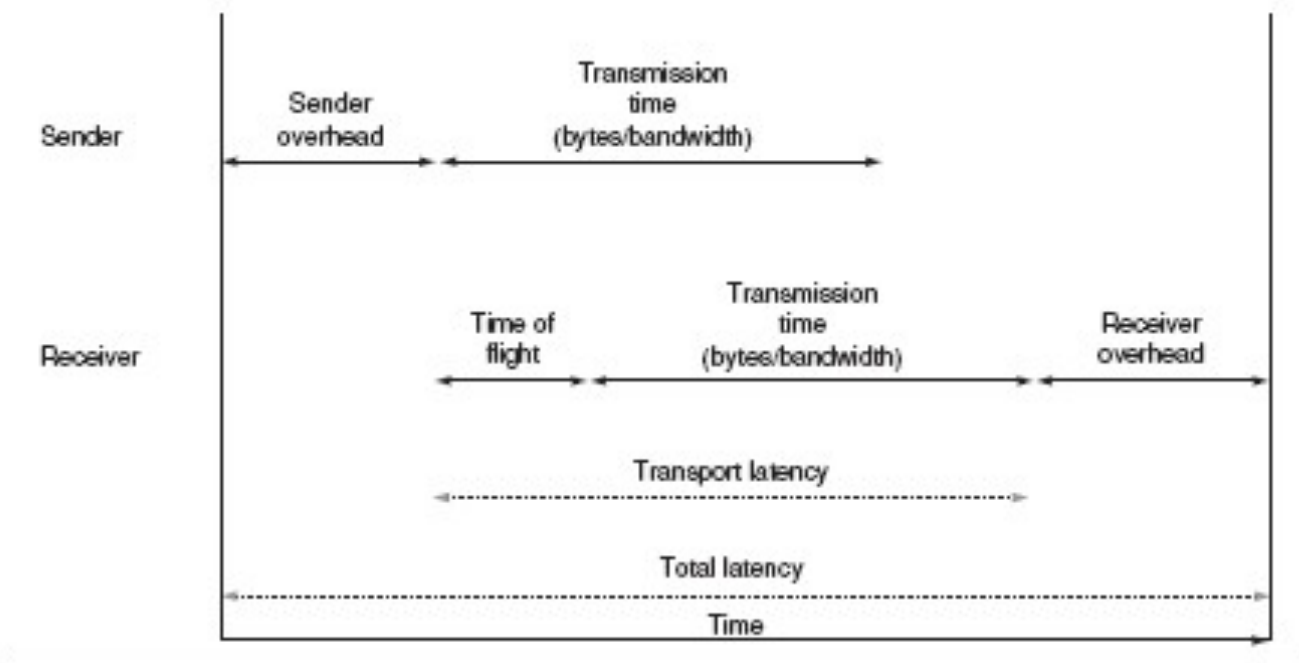 Transmission
time
(bytes/bandwidth)
Sender
overhead
Sender
Transmission
time
(bytes/bandwidth)
Time of
flight
Receiver
overhead
Receiver
Transport latency
Total latency
Time